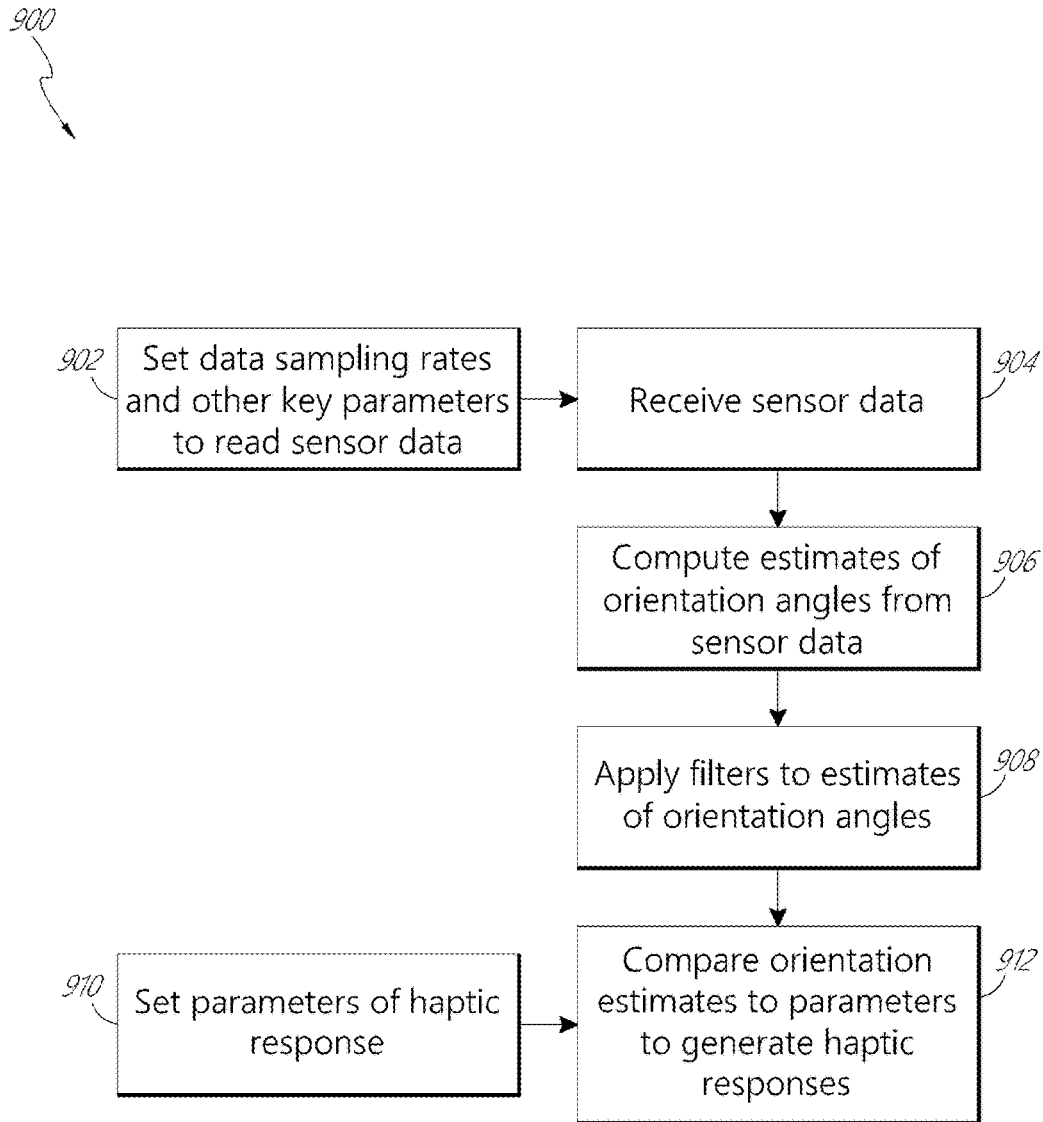 900
902
Set data sampling rates
and other key parameters
to read sensor data
Receive sensor data
904
Compute estimates of
orientation angles from
sensor data
906
Apply filters to estimates
of orientation angles
908
910
Set parameters of haptic
response
Compare orientation
estimates to parameters
to generate haptic
responses
912